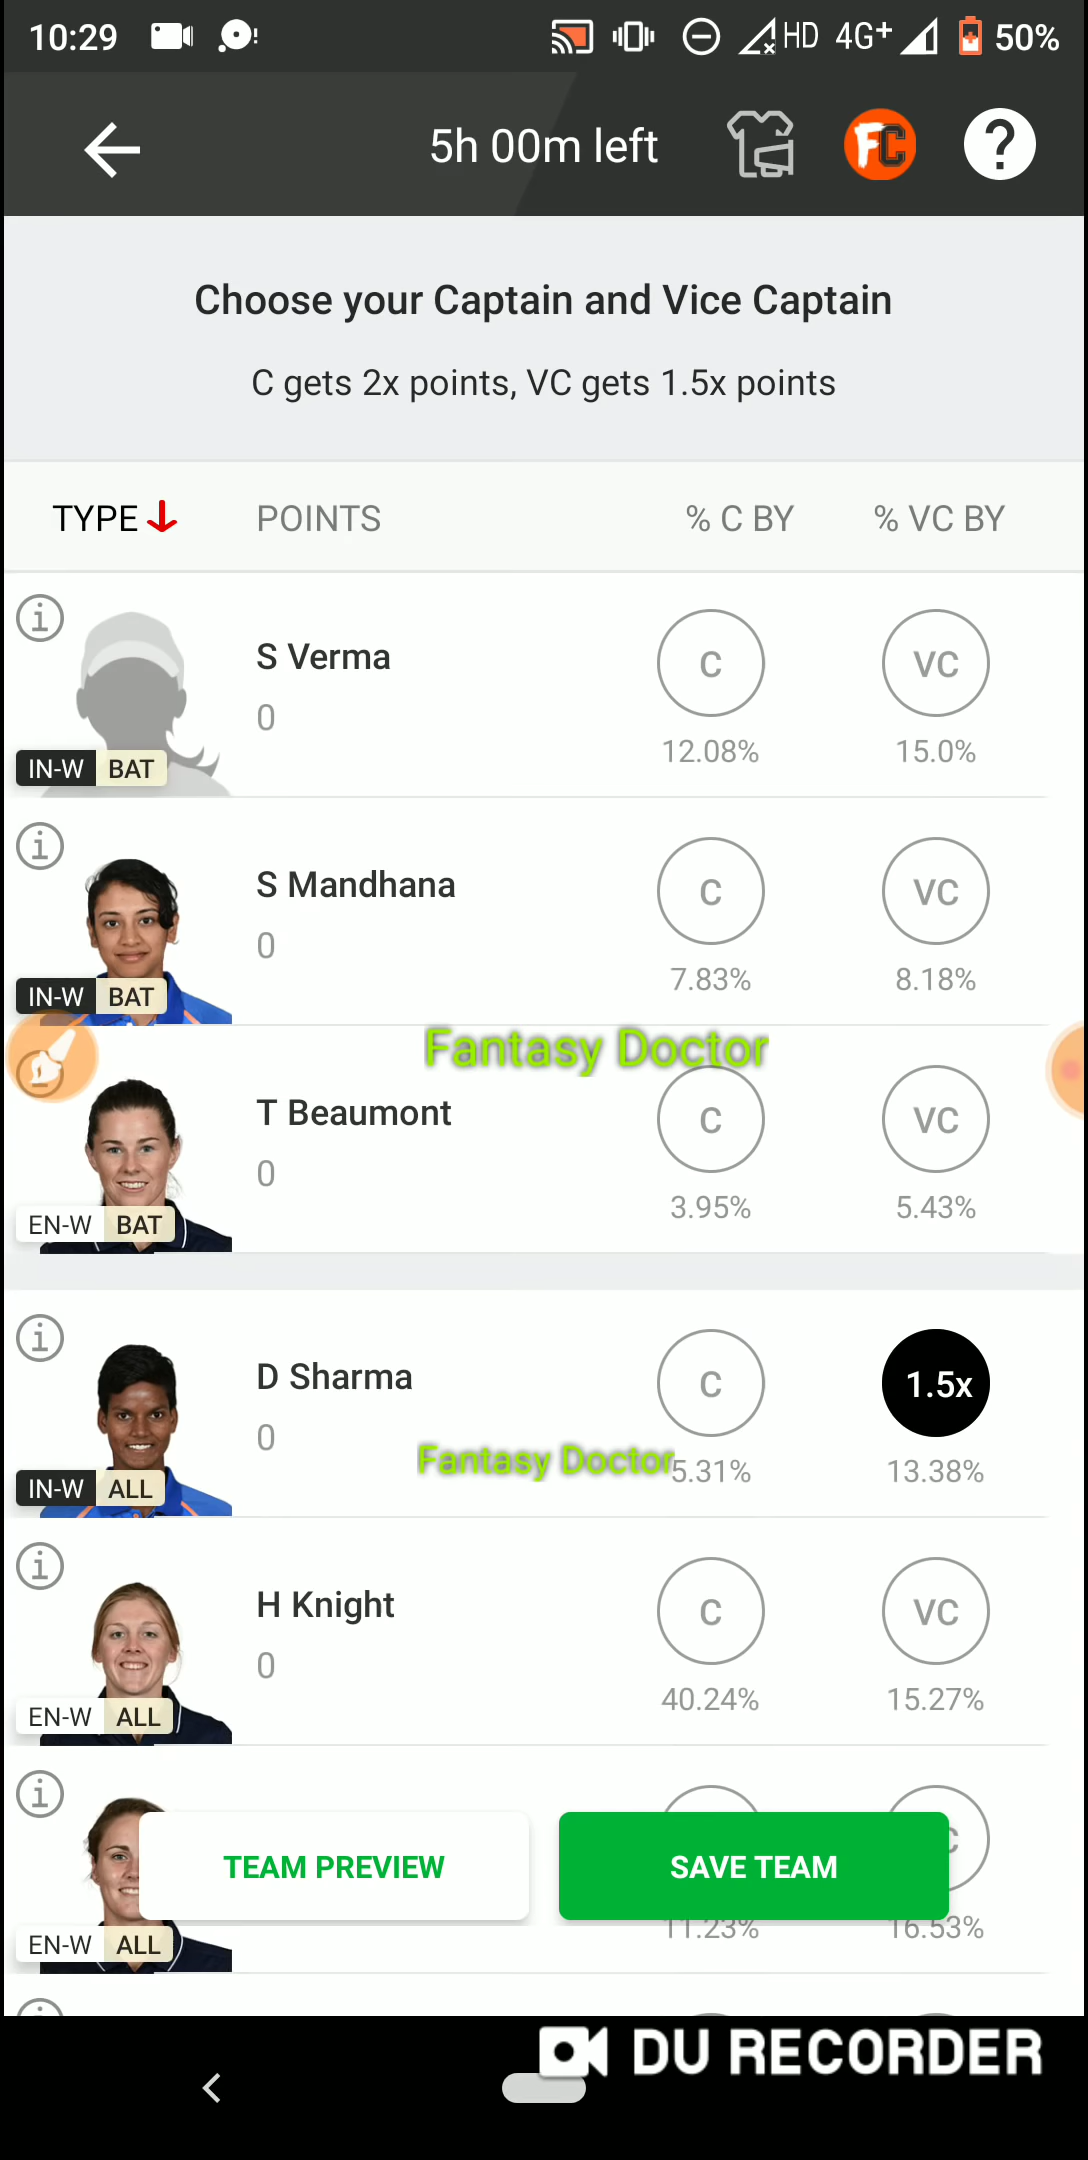 10:29 HD 4G+ 50%
5h 00m left FC ?
Choose your Captain and Vice Captain
C gets 2x points, VC gets 1.5x points
TYPE POINTS % C BY % VC BY
S Verma C VC
0
12.08% 15.0%
IN-W BAT
S Mandhana C VC
0
7.83% 8.18%
IN-W BAT
Fantasy Doctor
T Beaumont C VC
0
3.95% 5.43%
EN-W BAT
D Sharma C 1.5x
0
Fantasy Doctor 5.31% 13.38%
IN-W ALL
H Knight C VC
0
40.24% 15.27%
EN-W ALL
TEAM PREVIEW SAVE TEAM
11.23% 16.53%
EN-W ALL
DU RECORDER